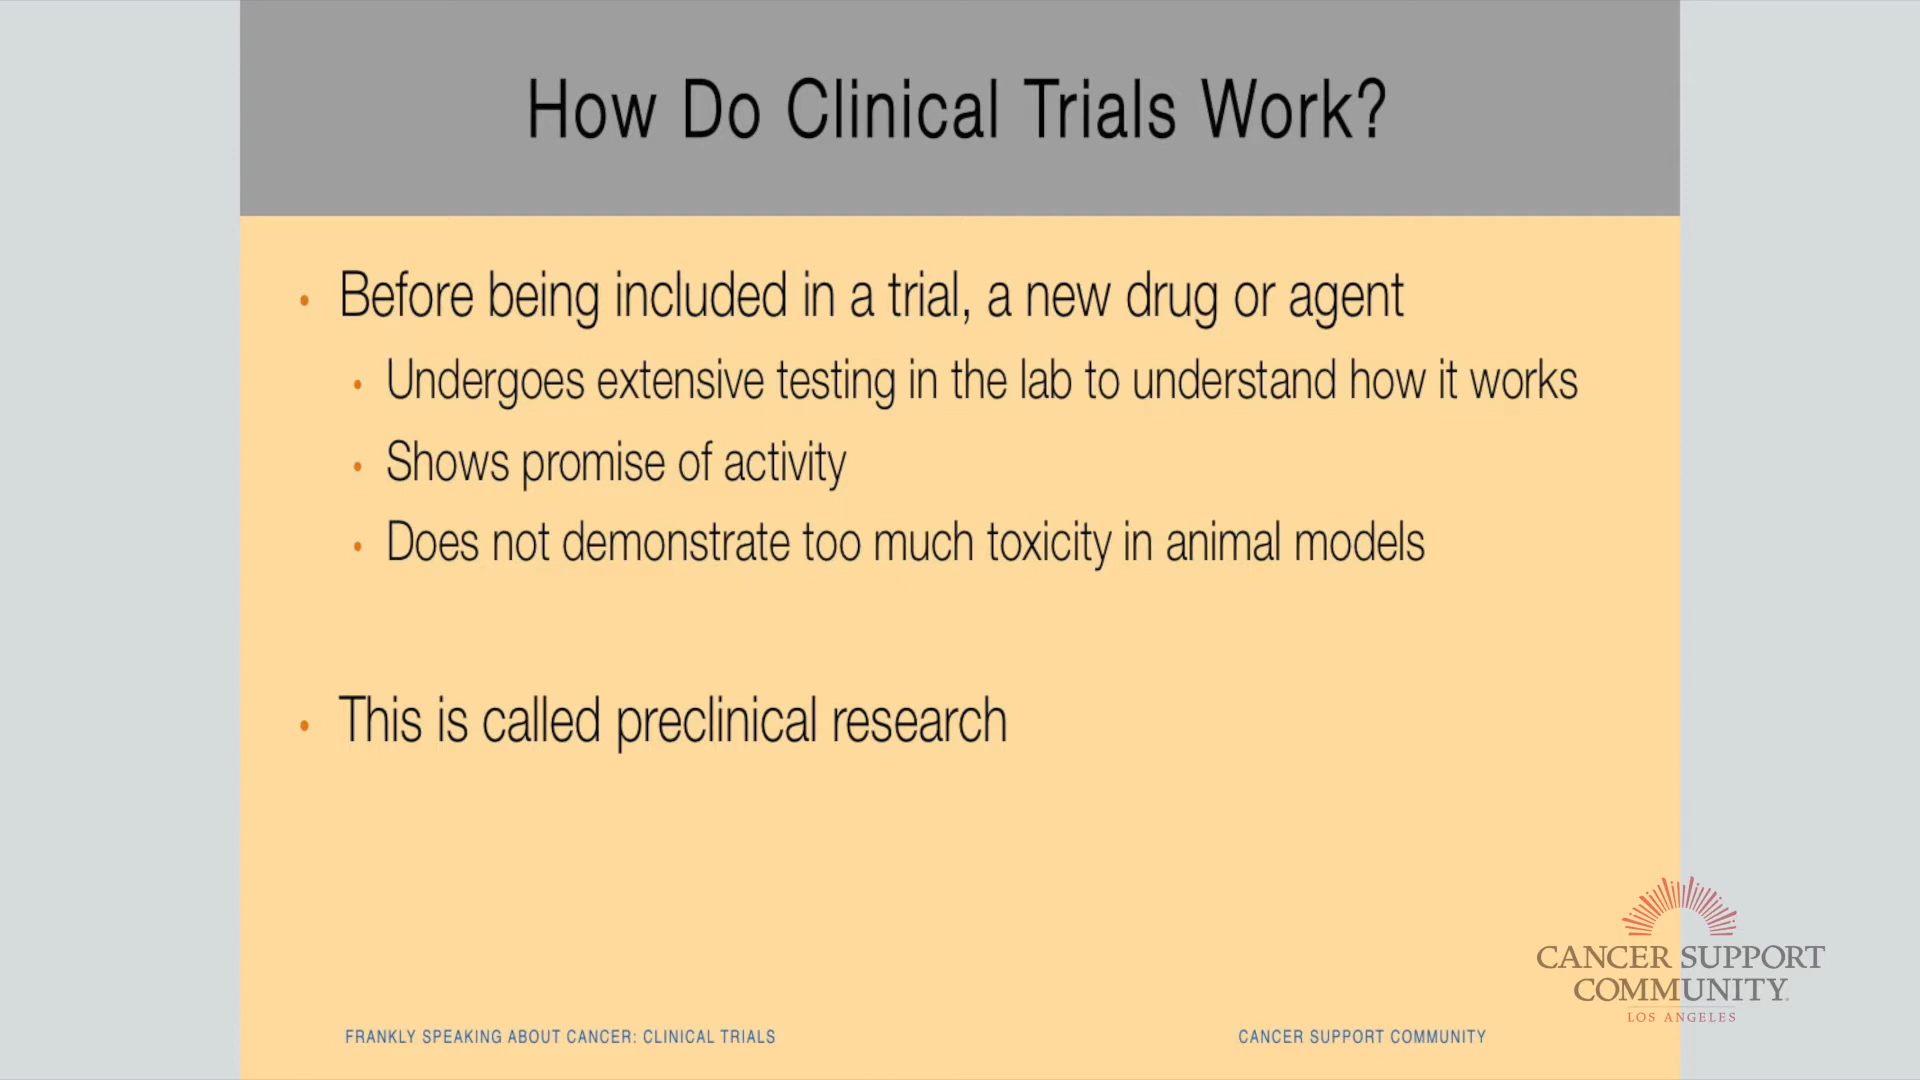 How Do Clinical Trials Work?
• Before being included in a trial, a new drug or agent
• Undergoes extensive testing in the lab to understand how it works
• Shows promise of activity
• Does not demonstrate too much toxicity in animal models
• This is called preclinical research
CANCER SUPPORT
COMMUNITY
LOS ANGELES
FRANKLY SPEAKING ABOUT CANCER: CLINICAL TRIALS
CANCER SUPPORT COMMUNITY